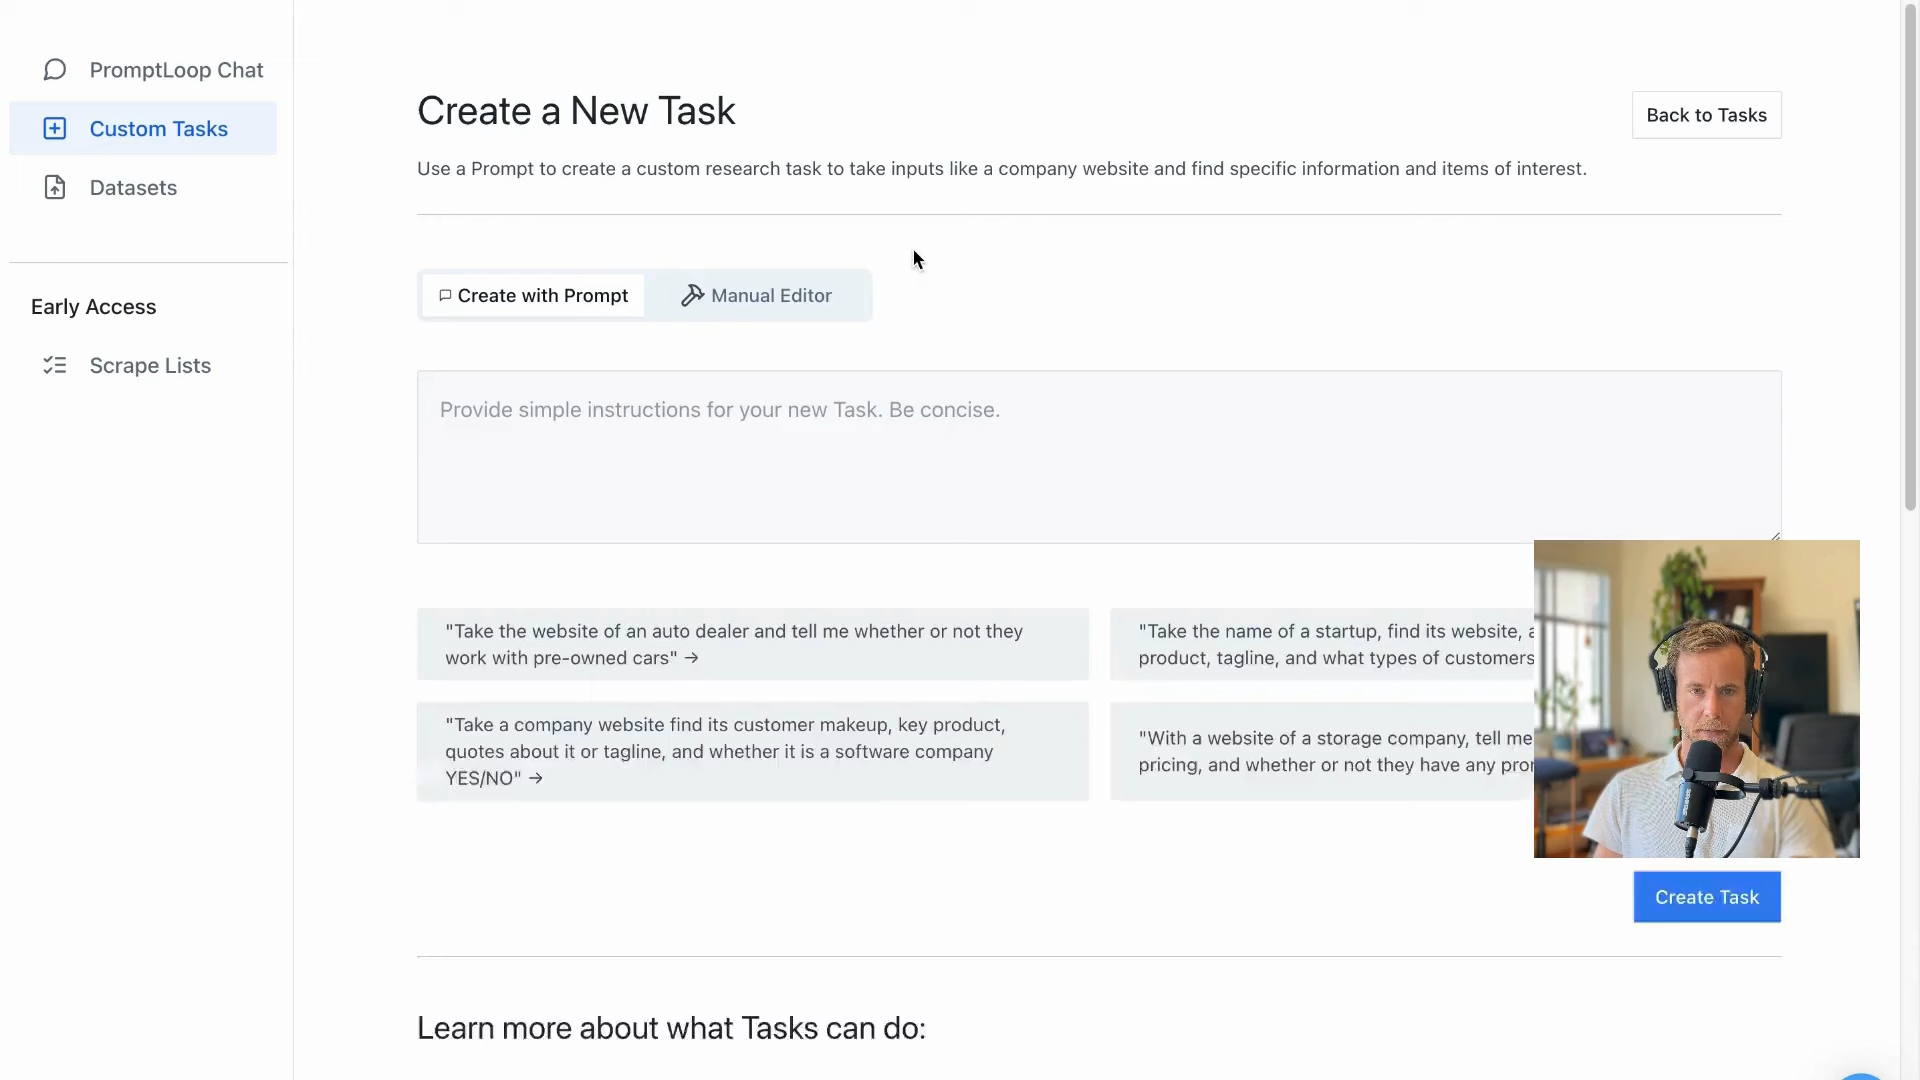 PromptLoop Chat
Custom Tasks
Datasets
Early Access
Scrape Lists
Create a New Task
Back to Tasks
Use a Prompt to create a custom research task to take inputs like a company website and find specific information and items of interest.
Create with Prompt
Manual Editor
Provide simple instructions for your new Task. Be concise.
"Take the website of an auto dealer and tell me whether or not they
work with pre-owned cars" →
"Take the name of a startup, find its website,
product, tagline, and what types of customers
"Take a company website find its customer makeup, key product,
quotes about it or tagline, and whether it is a software company
YES/NO" →
"With a website of a storage company, tell me
pricing, and whether or not they have any
Create Task
Learn more about what Tasks can do: